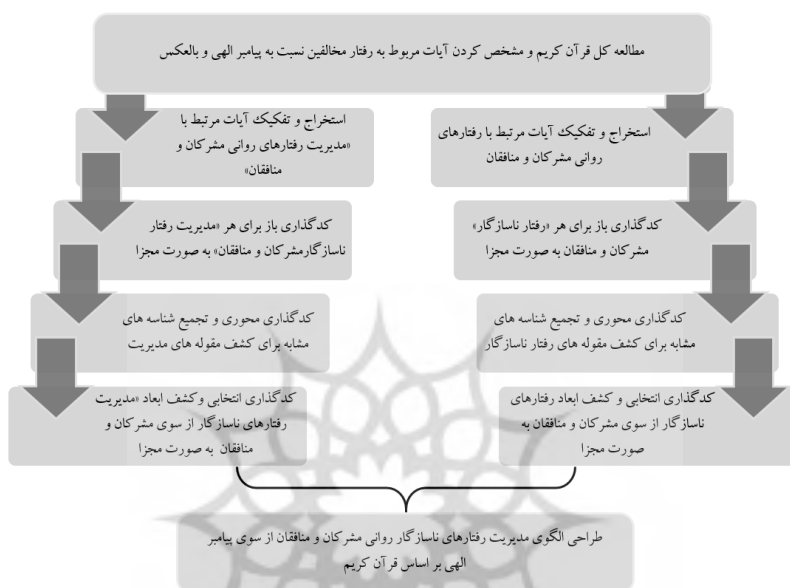 مطالعه کل قرآن کریم و مشخص کردن آیات مربوط به رفتار مخالفین نسبت به پیامبر الهی و بالعکس
استخراج و تفکیک آیات مرتبط با رفتارهای
روانی مشرکان و منافقان
استخراج و تفکیک آیات مرتبط با
«مدیریت رفتارهای روانی مشرکان و
منافقان»
کدگذاری باز برای هر «رفتار ناسازگار»
مشرکان و منافقان به صورت مجزا
کدگذاری باز برای هر «مدیریت رفتار
ناسازگارمشرکان و منافقان» به صورت مجزا
کدگذاری محوری و تجمیع شناسه های
مشابه برای کشف مقوله های رفتار ناسازگار
کدگذاری محوری و تجمیع شناسه های
مشابه برای کشف مقوله های مدیریت
کدگذاری انتخابی و کشف ابعاد رفتارهای
ناسازگار از سوی مشرکان و منافقان به
صورت مجزا
کدگذاری انتخابی وکشف ابعاد «مدیریت
رفتارهای ناسازگار از سوی مشرکان و
منافقان به صورت مجزا
طراحی الگوی مدیریت رفتارهای ناسازگار روانی مشرکان و منافقان از سوی پیامبر
الهی بر اساس قرآن کریم